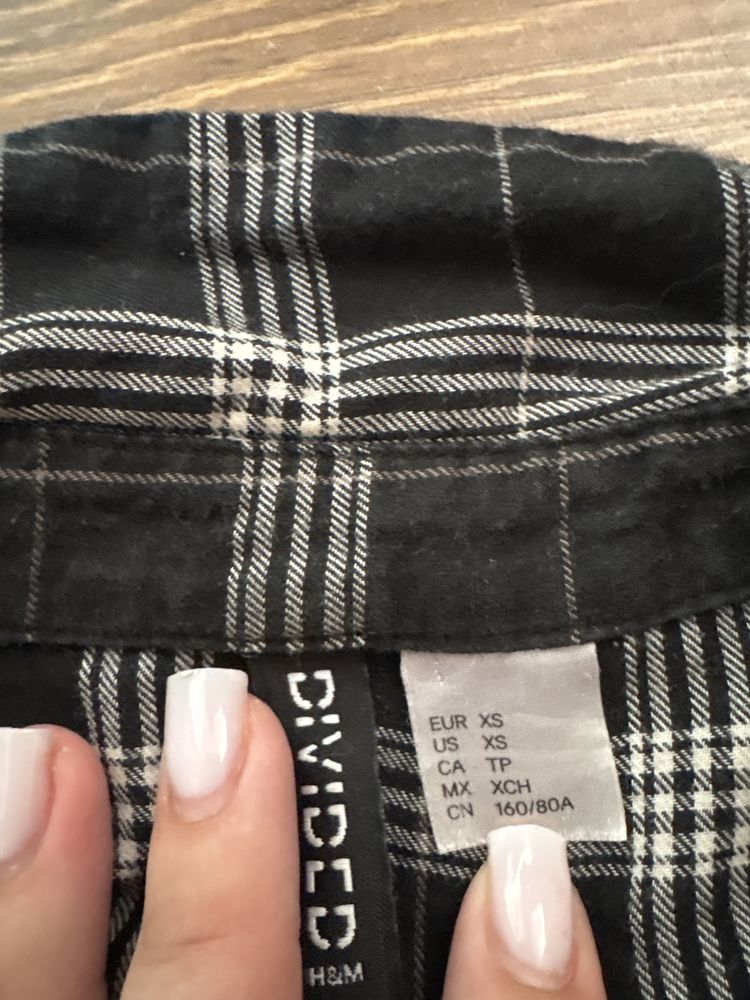 DIVIDED
H&M
EUR XS
US XS
CA TP
MX XCH
CN 160/80A